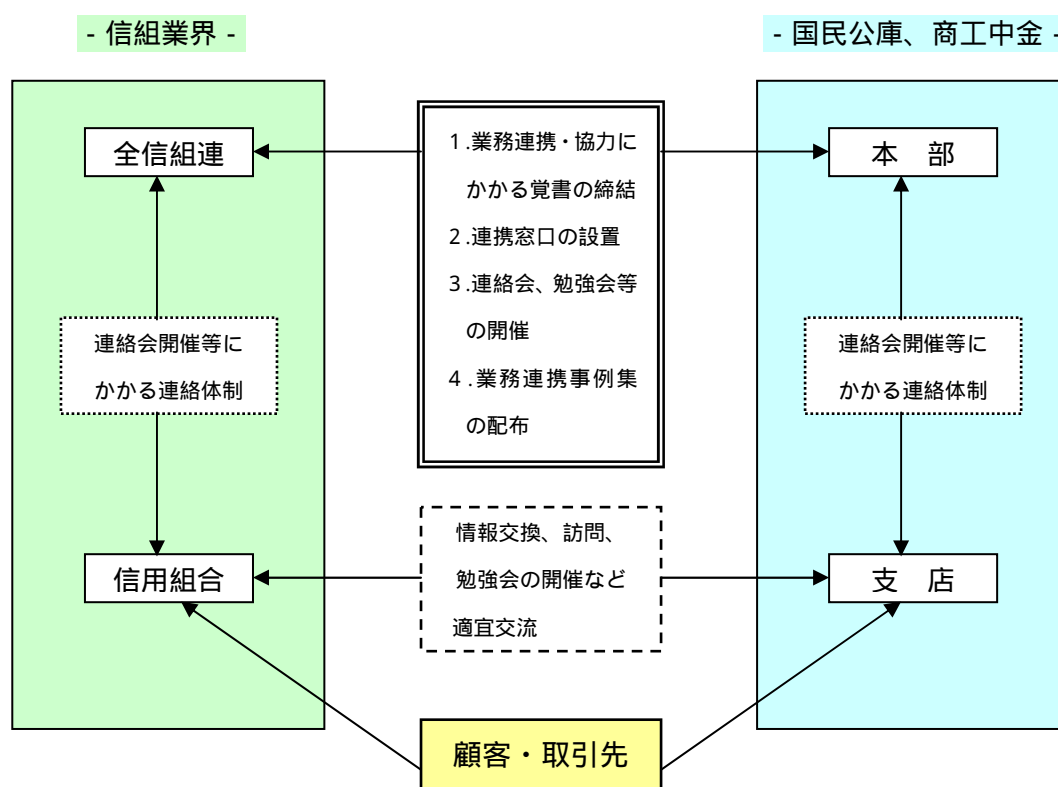 - 信組業界 -
- 国民公庫、商工中金 -
全信組連
1.業務連携・協力に
かかる覚書の締結
2.連携窓口の設置
3.連絡会、勉強会等
の開催
4.業務連携事例集
の配布
本　部
連絡会開催等に
かかる連絡体制
連絡会開催等に
かかる連絡体制
信用組合
情報交換、訪問、
勉強会の開催など
適宜交流
支　店
顧客・取引先